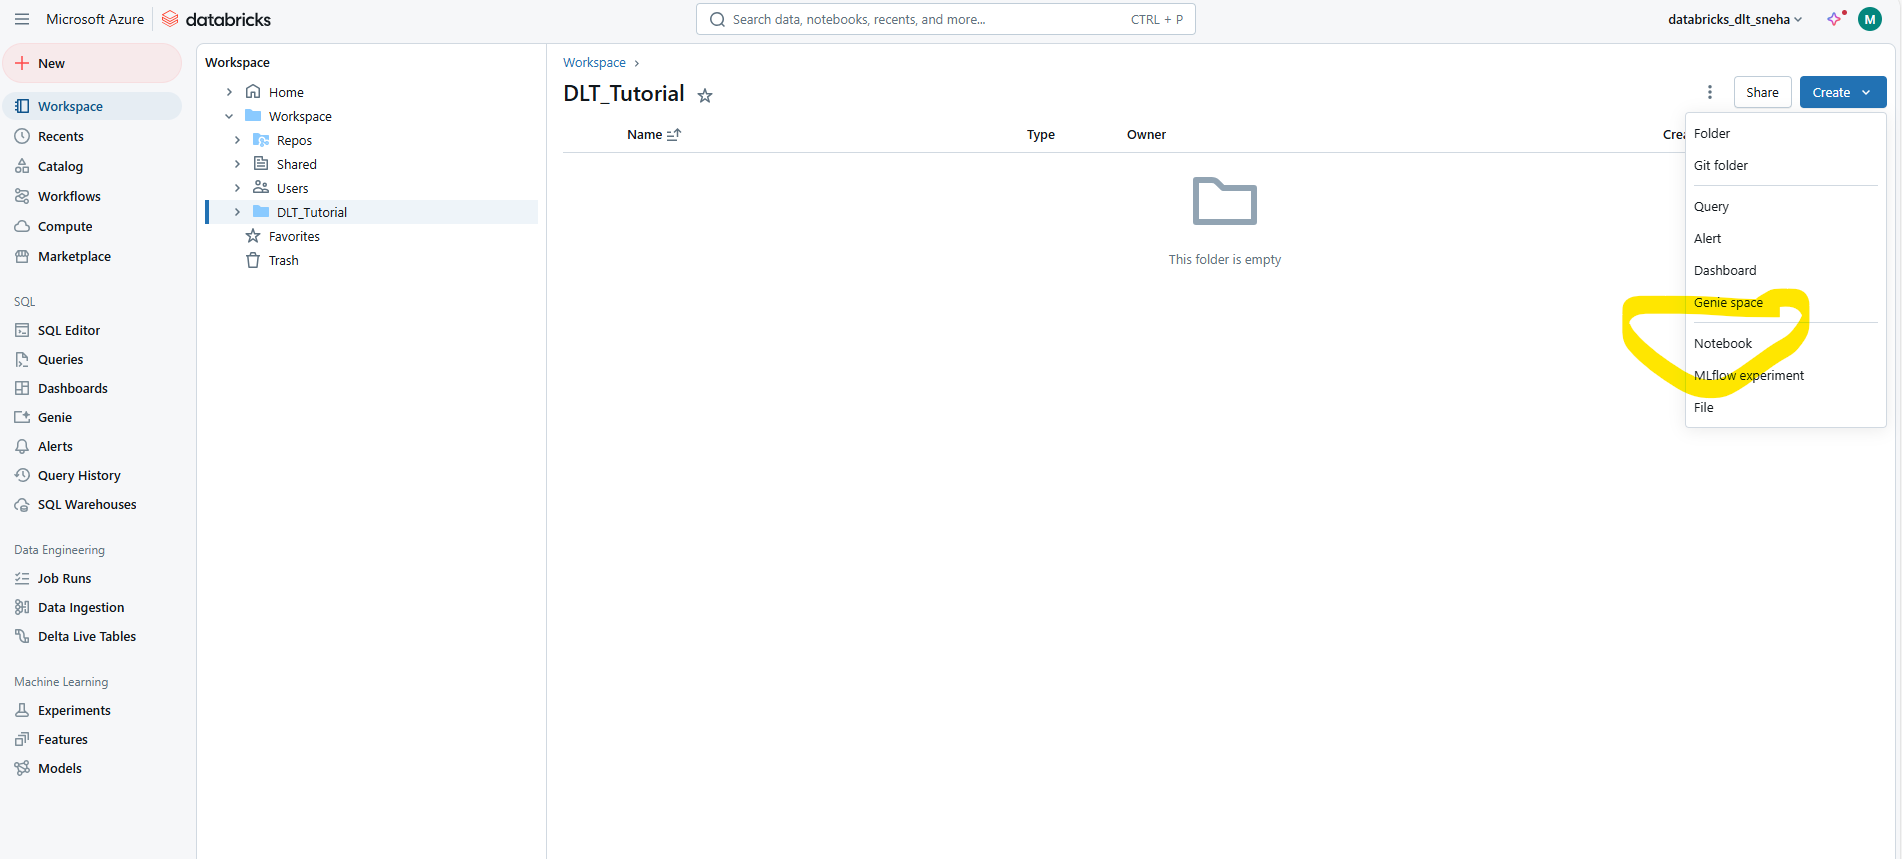 Microsoft Azure databricks Search data, notebooks, recents, and more... CTRL + P databricks_dlt_sneha M
New
Workspace
Recents
Catalog
Workflows
Compute
Marketplace
SQL
SQL Editor
Queries
Dashboards
Genie
Alerts
Query History
SQL Warehouses
Data Engineering
Job Runs
Data Ingestion
Delta Live Tables
Machine Learning
Experiments
Features
Models
Workspace
Home
Workspace
Repos
Shared
Users
DLT_Tutorial
Favorites
Trash
Workspace ›
DLT_Tutorial
Share Create
Name Type Owner
This folder is empty
Folder
Git folder
Query
Alert
Dashboard
Genie space
Notebook
MLflow experiment
File